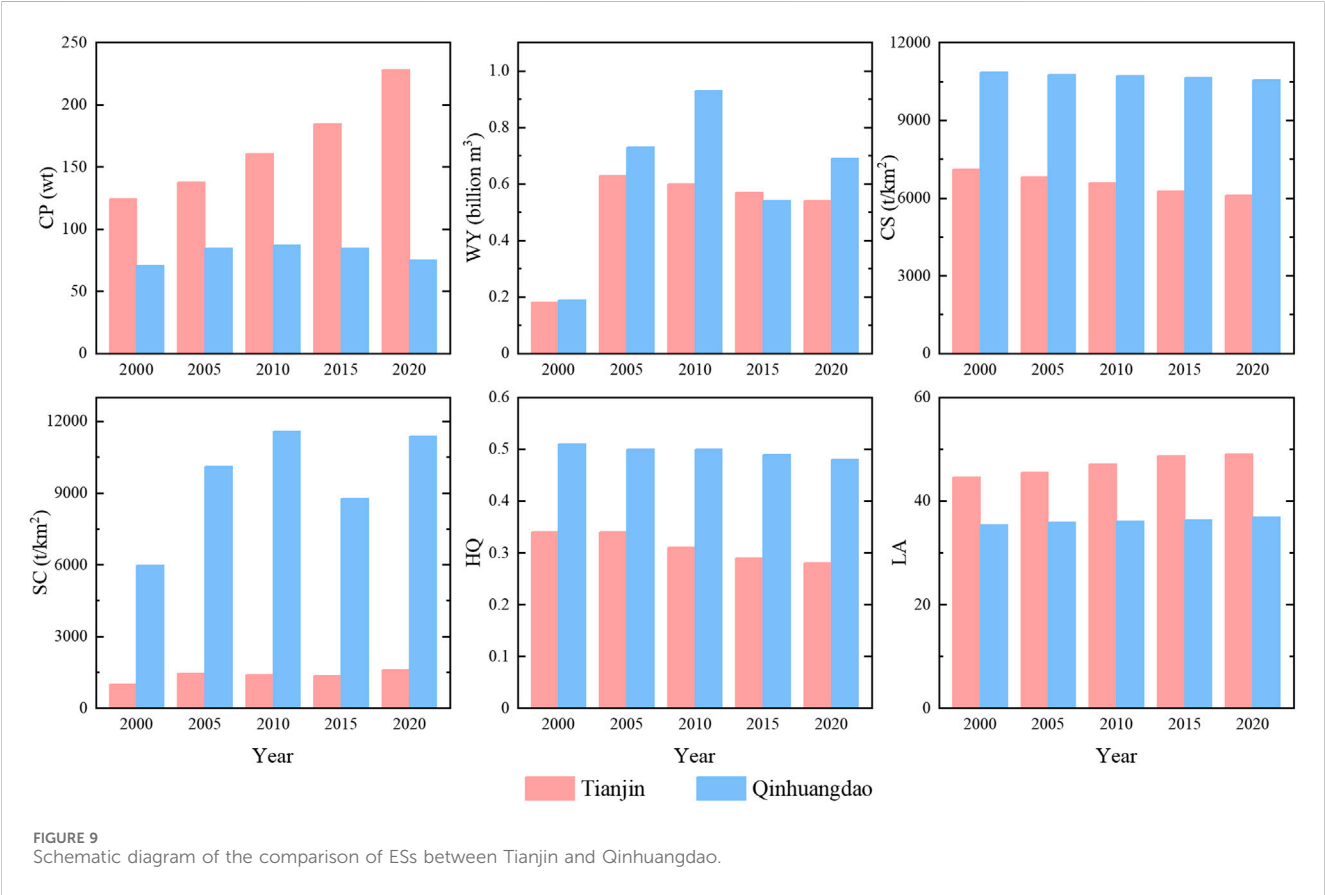 250
200
150
100
50
0
CP (wt)
2000 2005 2010 2015 2020
1.0
0.8
0.6
0.4
0.2
0
WY (billion m³)
2000 2005 2010 2015 2020
12000
9000
6000
3000
0
CS (t/km²)
2000 2005 2010 2015 2020
12000
9000
6000
3000
0
SC (t/km²)
2000 2005 2010 2015 2020
Year
0.6
0.5
0.4
0.3
0.2
0.1
0
HQ
2000 2005 2010 2015 2020
Year
60
40
20
0
LA
2000 2005 2010 2015 2020
Year
Tianjin Qinhuangdao
FIGURE 9
Schematic diagram of the comparison of ESs between Tianjin and Qinhuangdao.